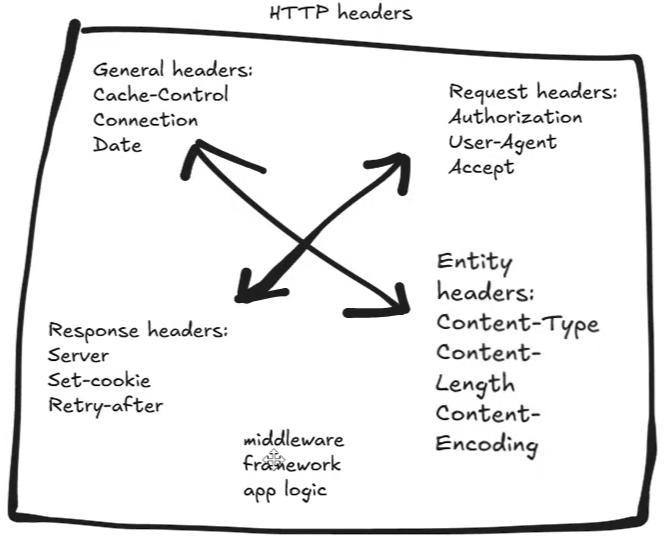 HTTP headers
General headers:
Cache-Control
Connection
Date
Request headers:
Authorization
User-Agent
Accept
Response headers:
Server
Set-cookie
Retry-after
Entity
headers:
Content-Type
Content-
Length
Content-
Encoding
middleware
framework
app logic